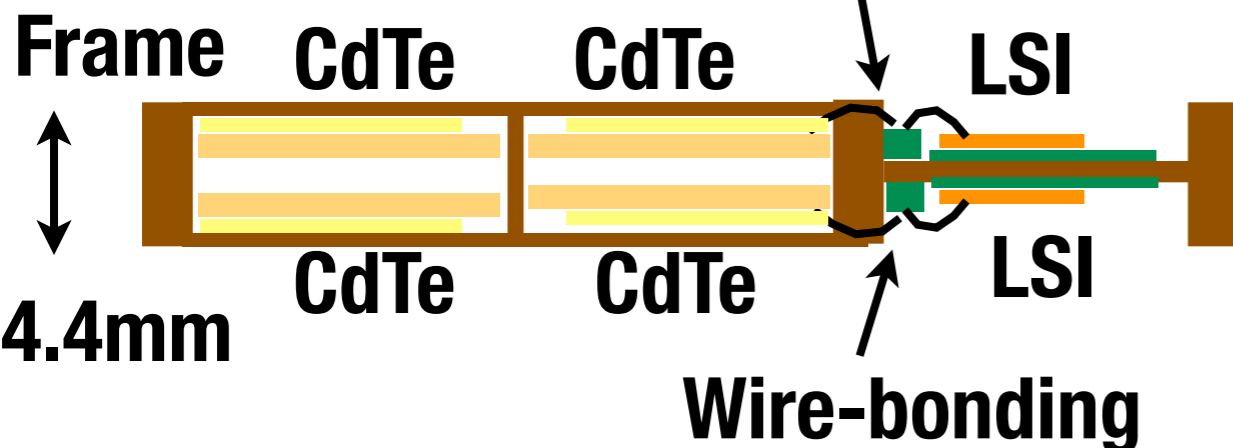 Frame
CdTe
CdTe
LSI
4.4mm
CdTe
CdTe
LSI
Wire-bonding